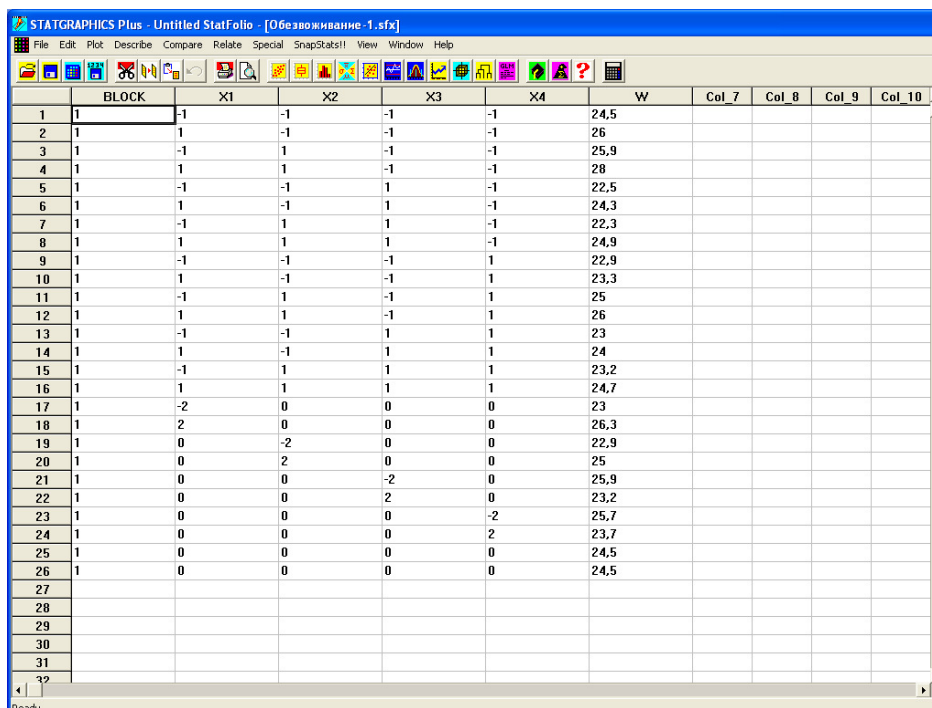 STATGRAPHICS Plus - Untitled StatFolio - [Обезвоживание-1.sfx]
File Edit Plot Describe Compare Relate Special SnapStats!! View Window Help
BLOCK X1 X2 X3 X4 W Col_7 Col_8 Col_9 Col_10
1 1 -1 -1 -1 -1 24,5
2 1 1 -1 -1 -1 26
3 1 -1 1 -1 -1 25,9
4 1 1 1 -1 -1 28
5 1 -1 -1 1 -1 22,5
6 1 1 -1 1 -1 24,3
7 1 -1 1 1 -1 22,3
8 1 1 1 1 -1 24,9
9 1 -1 -1 -1 1 22,9
10 1 1 -1 -1 1 23,3
11 1 -1 1 -1 1 25
12 1 1 1 -1 1 26
13 1 -1 -1 1 1 23
14 1 1 -1 1 1 24
15 1 -1 1 1 1 23,2
16 1 1 1 1 1 24,7
17 1 -2 0 0 0 23
18 1 2 0 0 0 26,3
19 1 0 -2 0 0 22,9
20 1 0 2 0 0 25
21 1 0 0 -2 0 25,9
22 1 0 0 2 0 23,2
23 1 0 0 0 -2 25,7
24 1 0 0 0 2 23,7
25 1 0 0 0 0 24,5
26 1 0 0 0 0 24,5
27
28
29
30
31
32
Ready